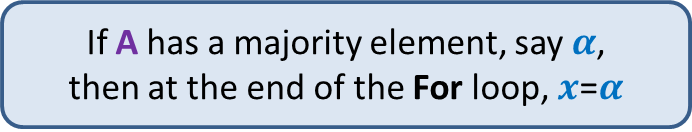 If A has a majority element, say α,
then at the end of the For loop, x=α